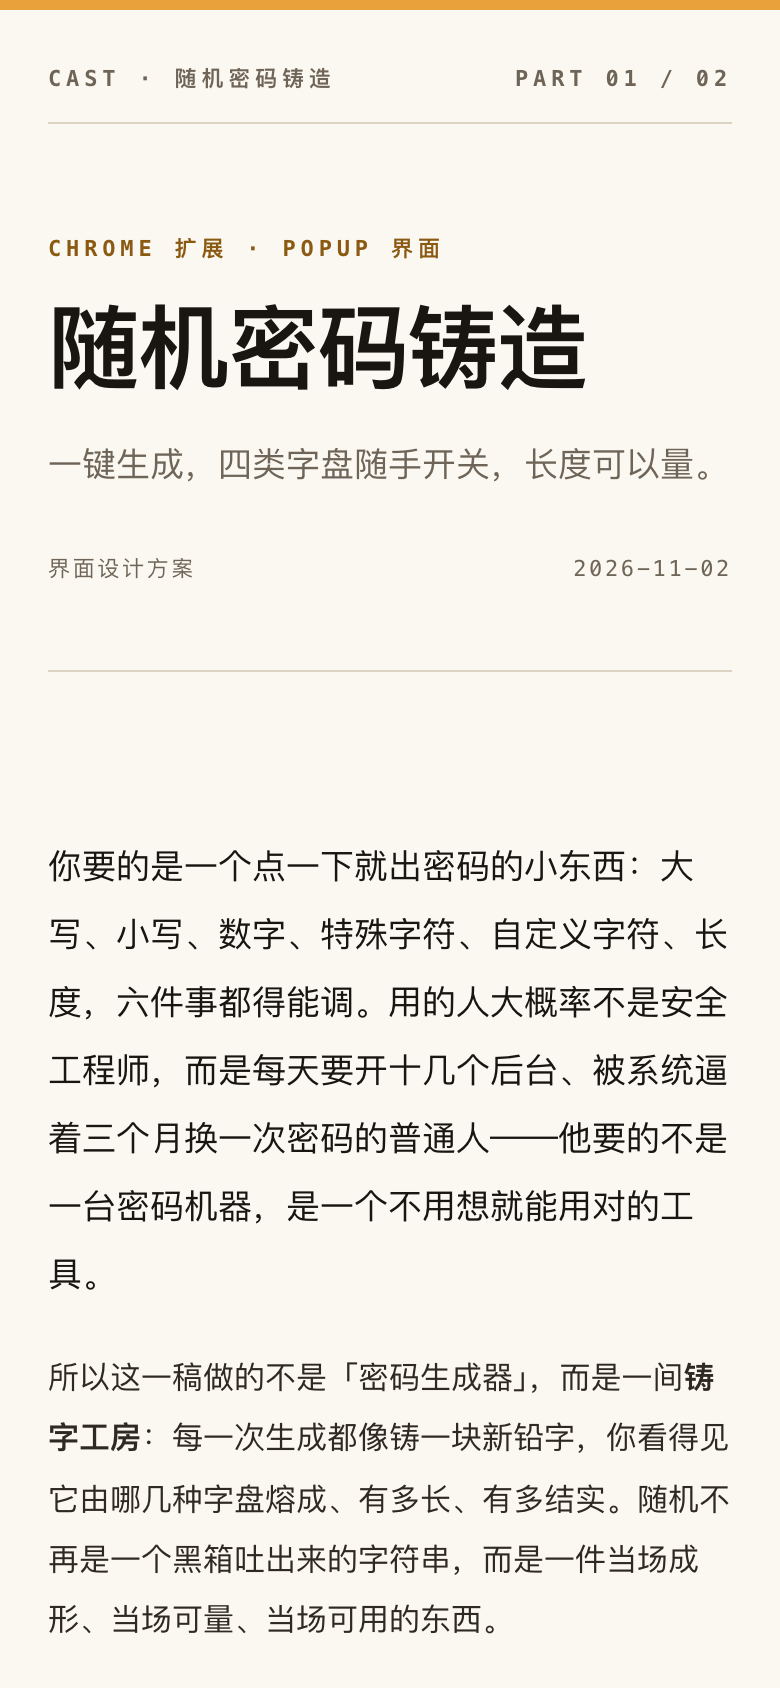 CAST · 随机密码铸造
PART 01 / 02
CHROME 扩展 · POPUP 界面
随机密码铸造
一键生成，四类字盘随手开关，长度可以量。
界面设计方案
2026-11-02
你要的是一个点一下就出密码的小东西：大
写、小写、数字、特殊字符、自定义字符、长
度，六件事都得能调。用的人大概率不是安全
工程师，而是每天要开十几个后台、被系统逼
着三个月换一次密码的普通人——他要的不是
一台密码机器，是一个不用想就能用对的工
具。
所以这一稿做的不是「密码生成器」，而是一间铸
字工房：每一次生成都像铸一块新铅字，你看得见
它由哪几种字盘熔成、有多长、有多结实。随机不
再是一个黑箱吐出来的字符串，而是一件当场成
形、当场可量、当场可用的东西。